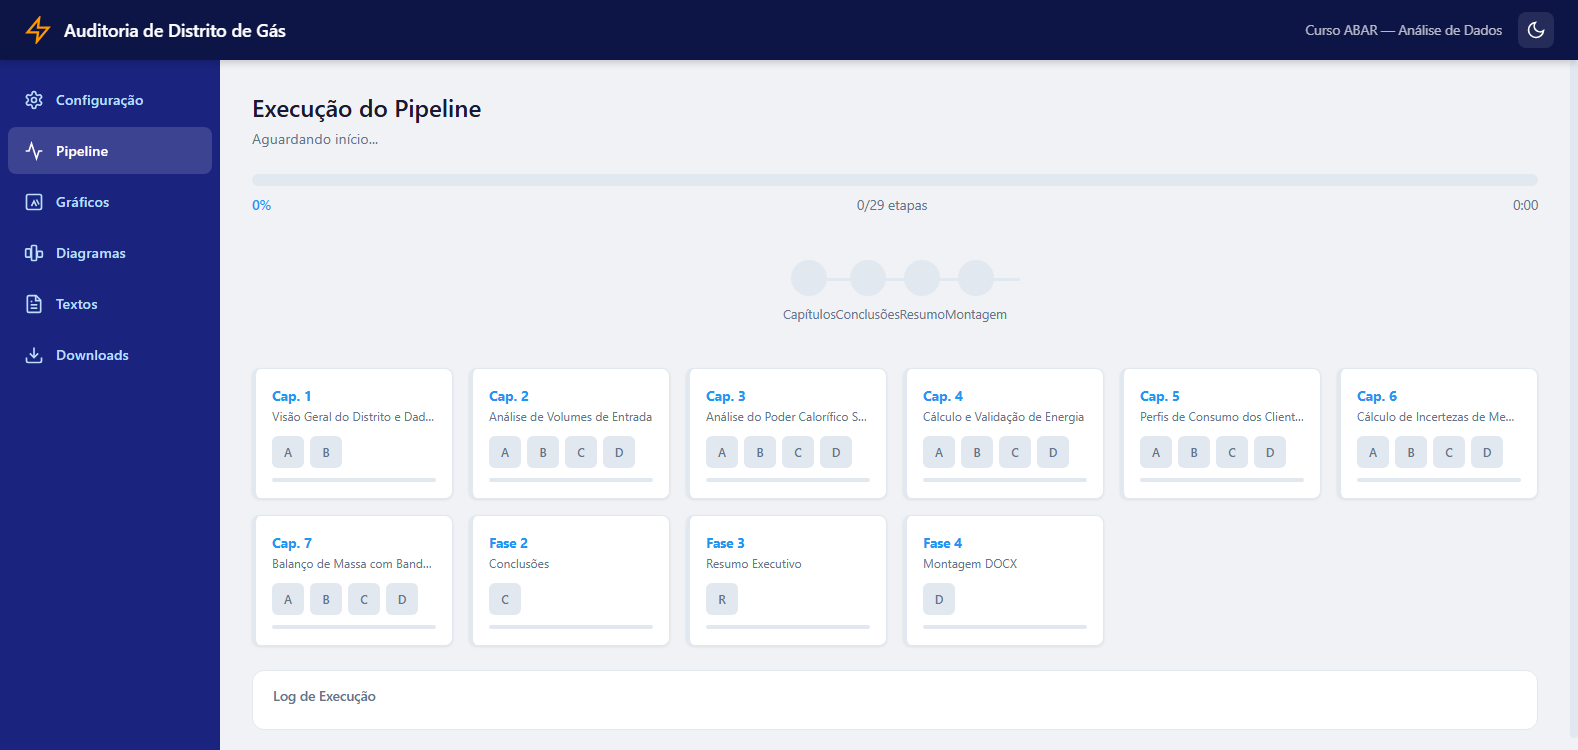 Auditoria de Distrito de Gás
Curso ABAR — Análise de Dados
Configuração
Pipeline
Gráficos
Diagramas
Textos
Downloads
Execução do Pipeline
Aguardando início...
0%
0/29 etapas
0:00
Capítulos
Conclusões
Resumo
Montagem
Cap. 1
Visão Geral do Distrito e Dad...
A B
Cap. 2
Análise de Volumes de Entrada
A B C D
Cap. 3
Análise do Poder Calorífico S...
A B C D
Cap. 4
Cálculo e Validação de Energia
A B C D
Cap. 5
Perfis de Consumo dos Client...
A B C D
Cap. 6
Cálculo de Incertezas de Me...
A B C D
Cap. 7
Balanço de Massa com Band...
A B C D
Fase 2
Conclusões
C
Fase 3
Resumo Executivo
R
Fase 4
Montagem DOCX
D
Log de Execução